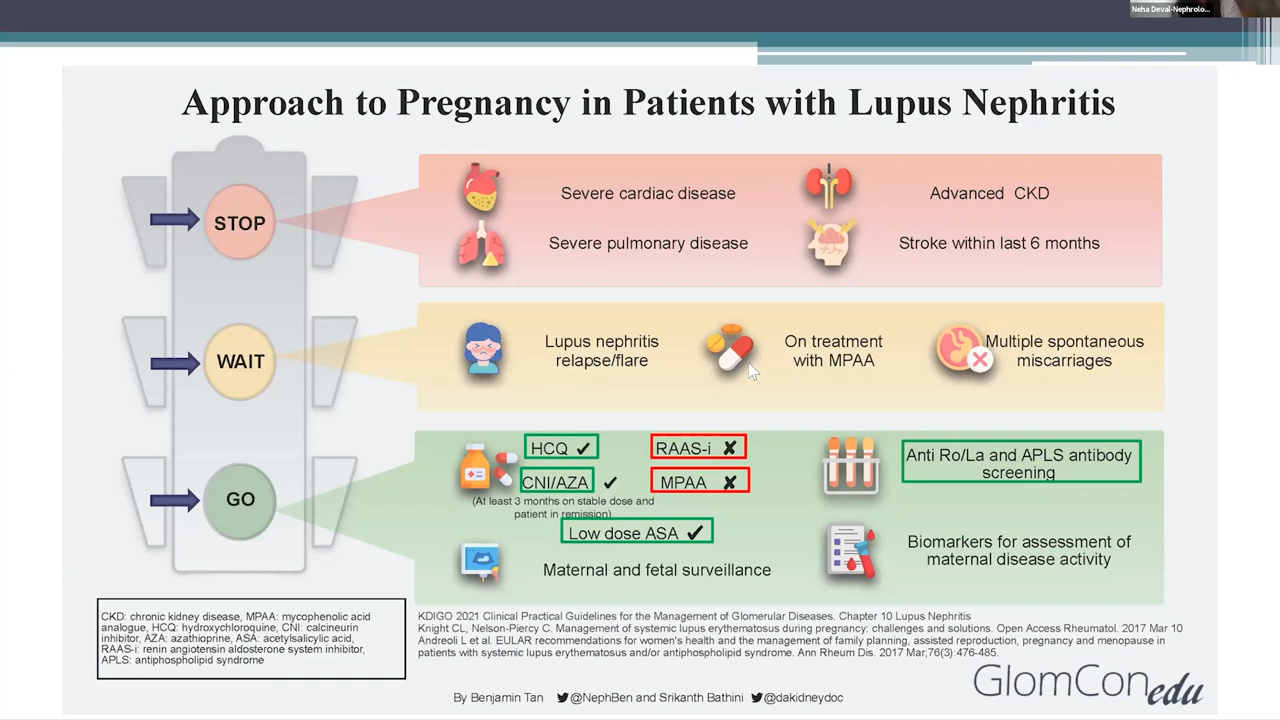 Neha Deval-Nephrolo...
Approach to Pregnancy in Patients with Lupus Nephritis
STOP
Severe cardiac disease
Advanced CKD
Severe pulmonary disease
Stroke within last 6 months
WAIT
Lupus nephritis
relapse/flare
On treatment
with MPAA
Multiple spontaneous
miscarriages
GO
HCQ ✔
RAAS-i ✘
CNI/AZA ✔
MPAA ✘
(At least 3 months on stable dose and
patient in remission)
Low dose ASA ✔
Maternal and fetal surveillance
Anti Ro/La and APLS antibody
screening
Biomarkers for assessment of
maternal disease activity
CKD: chronic kidney disease, MPAA: mycophenolic acid
analogue, HCQ: hydroxychloroquine, CNI: calcineurin
inhibitor, AZA: azathioprine, ASA: acetylsalicylic acid,
RAAS-i: renin angiotensin aldosterone system inhibitor,
APLS: antiphospholipid syndrome
KDIGO 2021 Clinical Practical Guidelines for the Management of Glomerular Diseases. Chapter 10 Lupus Nephritis
Knight CL, Nelson-Piercy C. Management of systemic lupus erythematosus during pregnancy: challenges and solutions. Open Access Rheumatol. 2017 Mar 10
Andreoli L et al. EULAR recommendations for women's health and the management of family planning, assisted reproduction, pregnancy and menopause in
patients with systemic lupus erythematosus and/or antiphospholipid syndrome. Ann Rheum Dis. 2017 Mar;76(3):476-485.
GlomConedu
By Benjamin Tan @NephBen and Srikanth Bathini @dakidneydoc